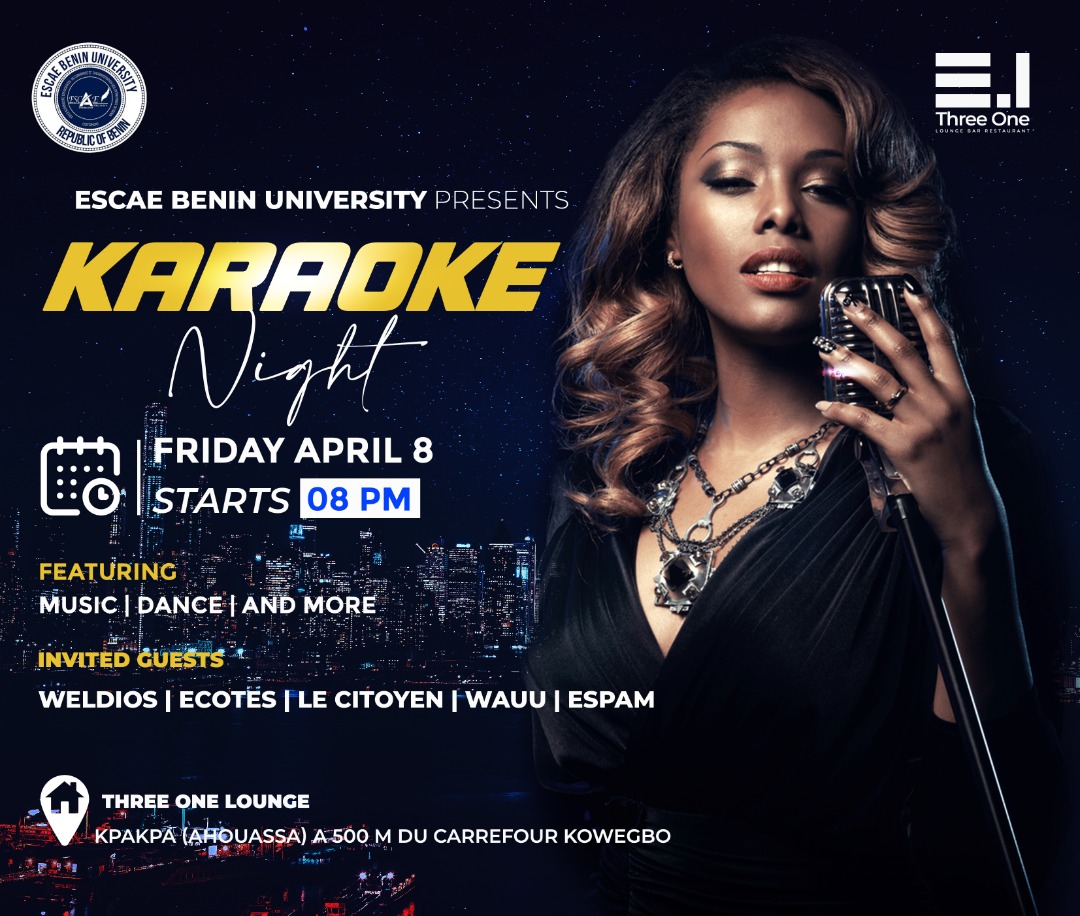 ESCAE BENIN UNIVERSITY
REPUBLIC OF BENIN
3.1
Three One
LOUNGE BAR RESTAURANT
ESCAE BENIN UNIVERSITY PRESENTS
KARAOKE
Night
FRIDAY APRIL 8
STARTS 08 PM
FEATURING
MUSIC | DANCE | AND MORE
INVITED GUESTS
WELDIOS | ECOTES | LE CITOYEN | WAUU | ESPAM
THREE ONE LOUNGE
KPAKPA (AHOUASSA) A 500 M DU CARREFOUR KOWEGBO